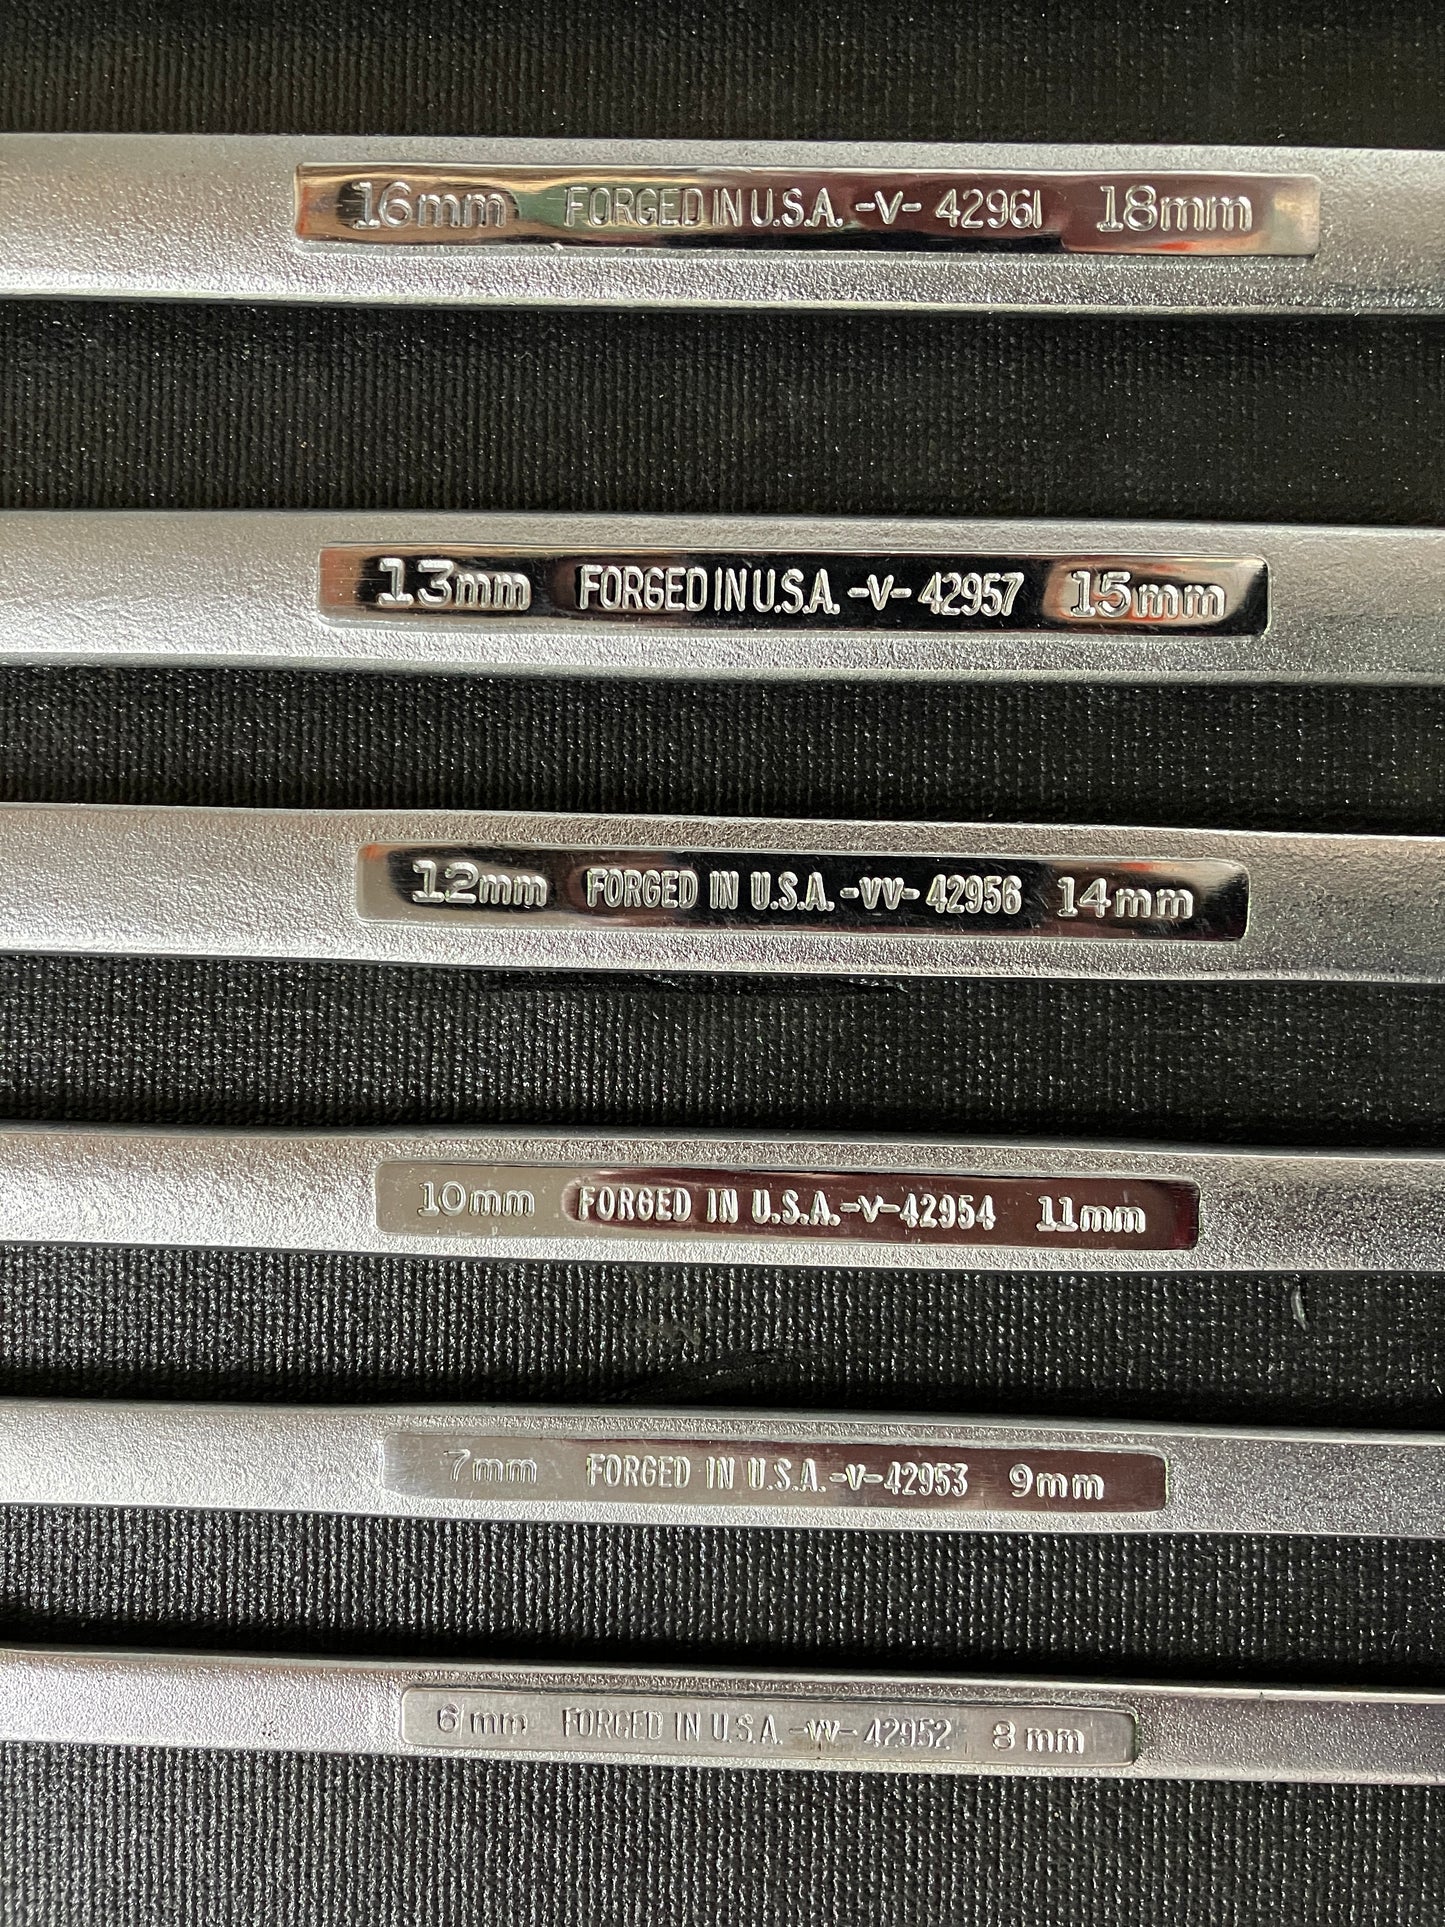 16mm FORGED IN U.S.A. -V- 42961 18mm
13mm FORGED IN U.S.A. -V- 42957 15mm
12mm FORGED IN U.S.A. -VV- 42956 14mm
10mm FORGED IN U.S.A. -V- 42954 11mm
7mm FORGED IN U.S.A. -V- 42953 9mm
6mm FORGED IN U.S.A. -VV- 42952 8mm